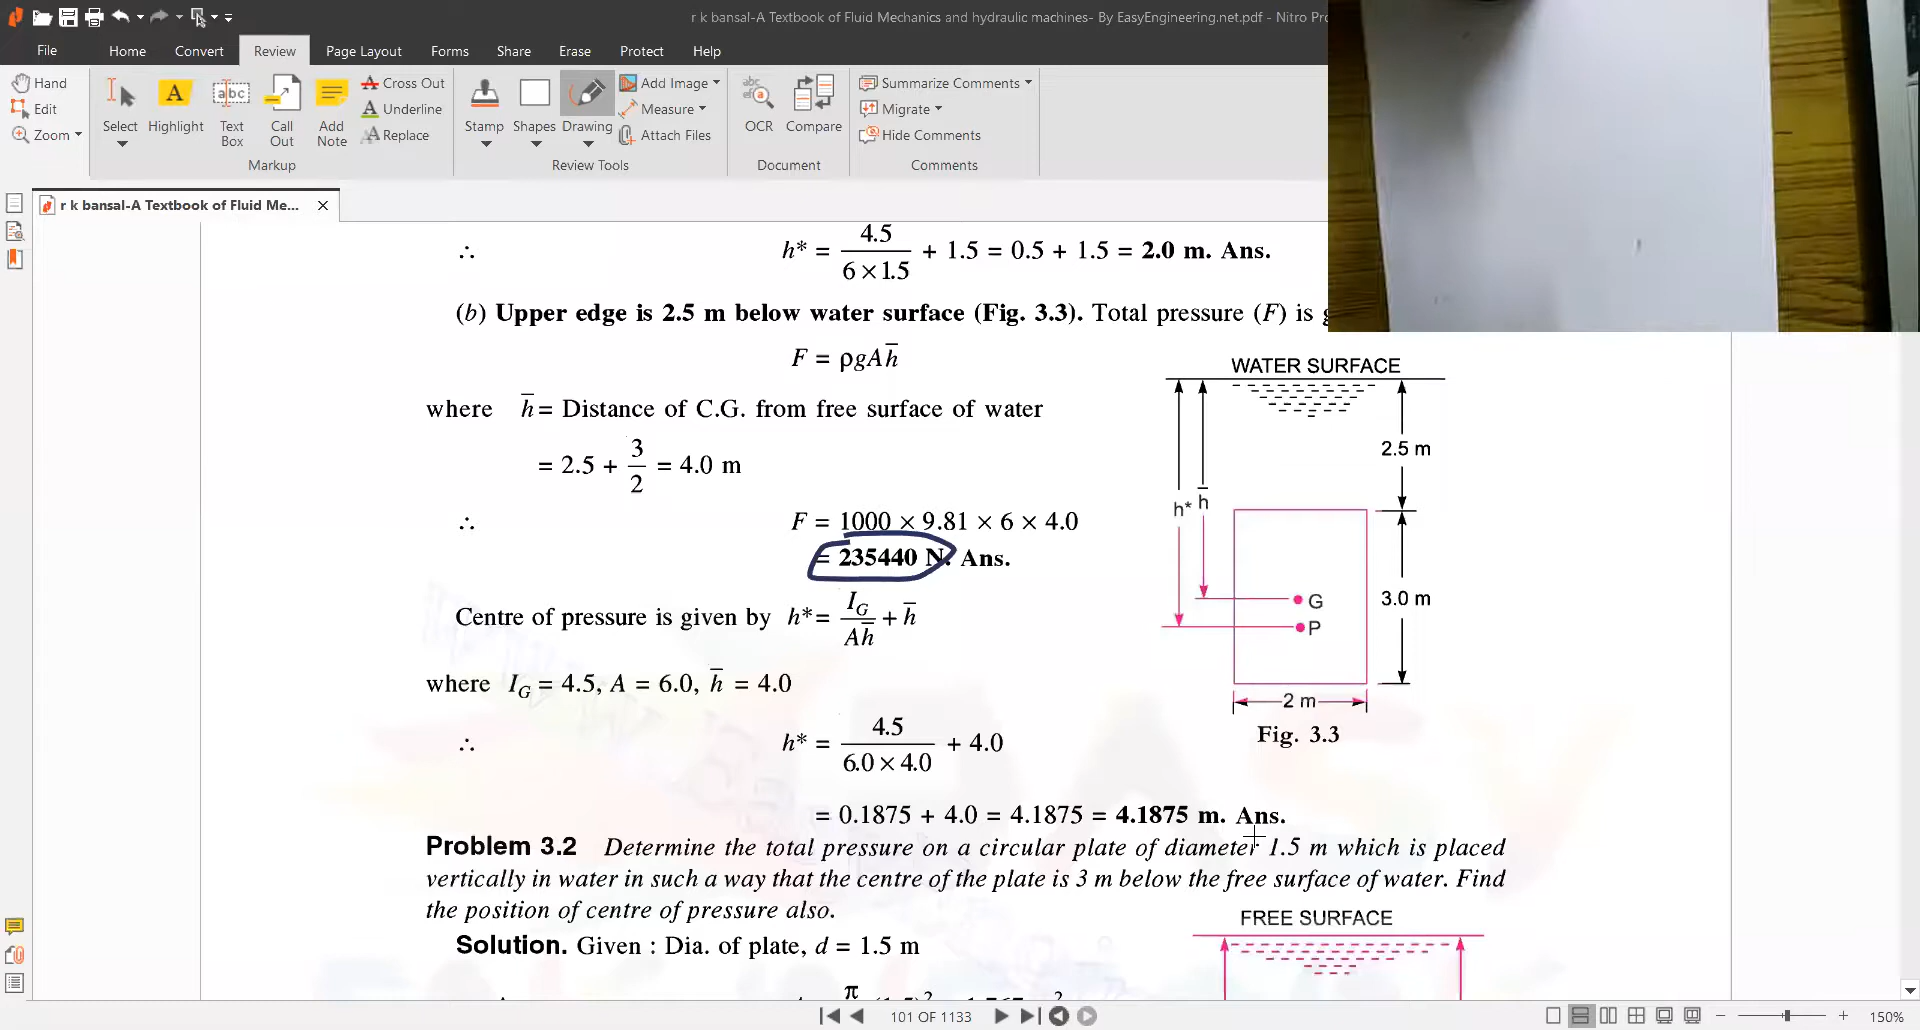 r k bansal-A Textbook of Fluid Mechanics and hydraulic machines- By EasyEngineering.net.pdf - Nitro Pro
File Home Convert Review Page Layout Forms Share Erase Protect Help
Hand
Edit
Zoom
Select
Highlight
Text Box
Call Out
Add Note
Cross Out
Underline
Replace
Markup
Stamp
Shapes
Drawing
Add Image
Measure
Attach Files
Review Tools
OCR
Compare
Document
Summarize Comments
Migrate
Hide Comments
Comments
r k bansal-A Textbook of Fluid Me...
∴ h* = 4.5 / (6 × 1.5) + 1.5 = 0.5 + 1.5 = 2.0 m. Ans.
(b) Upper edge is 2.5 m below water surface (Fig. 3.3). Total pressure (F) is
F = ρgAh̅
where h̅ = Distance of C.G. from free surface of water
= 2.5 + 3/2 = 4.0 m
∴ F = 1000 × 9.81 × 6 × 4.0
= 235440 N. Ans.
Centre of pressure is given by h* = I_G / Ah̅ + h̅
where I_G = 4.5, A = 6.0, h̅ = 4.0
∴ h* = 4.5 / (6.0 × 4.0) + 4.0
= 0.1875 + 4.0 = 4.1875 = 4.1875 m. Ans.
WATER SURFACE
2.5 m
h* h̅
G
P
3.0 m
2 m
Fig. 3.3
Problem 3.2 Determine the total pressure on a circular plate of diameter 1.5 m which is placed
vertically in water in such a way that the centre of the plate is 3 m below the free surface of water. Find
the position of centre of pressure also.
Solution. Given : Dia. of plate, d = 1.5 m
FREE SURFACE
π
101 OF 1133
150%